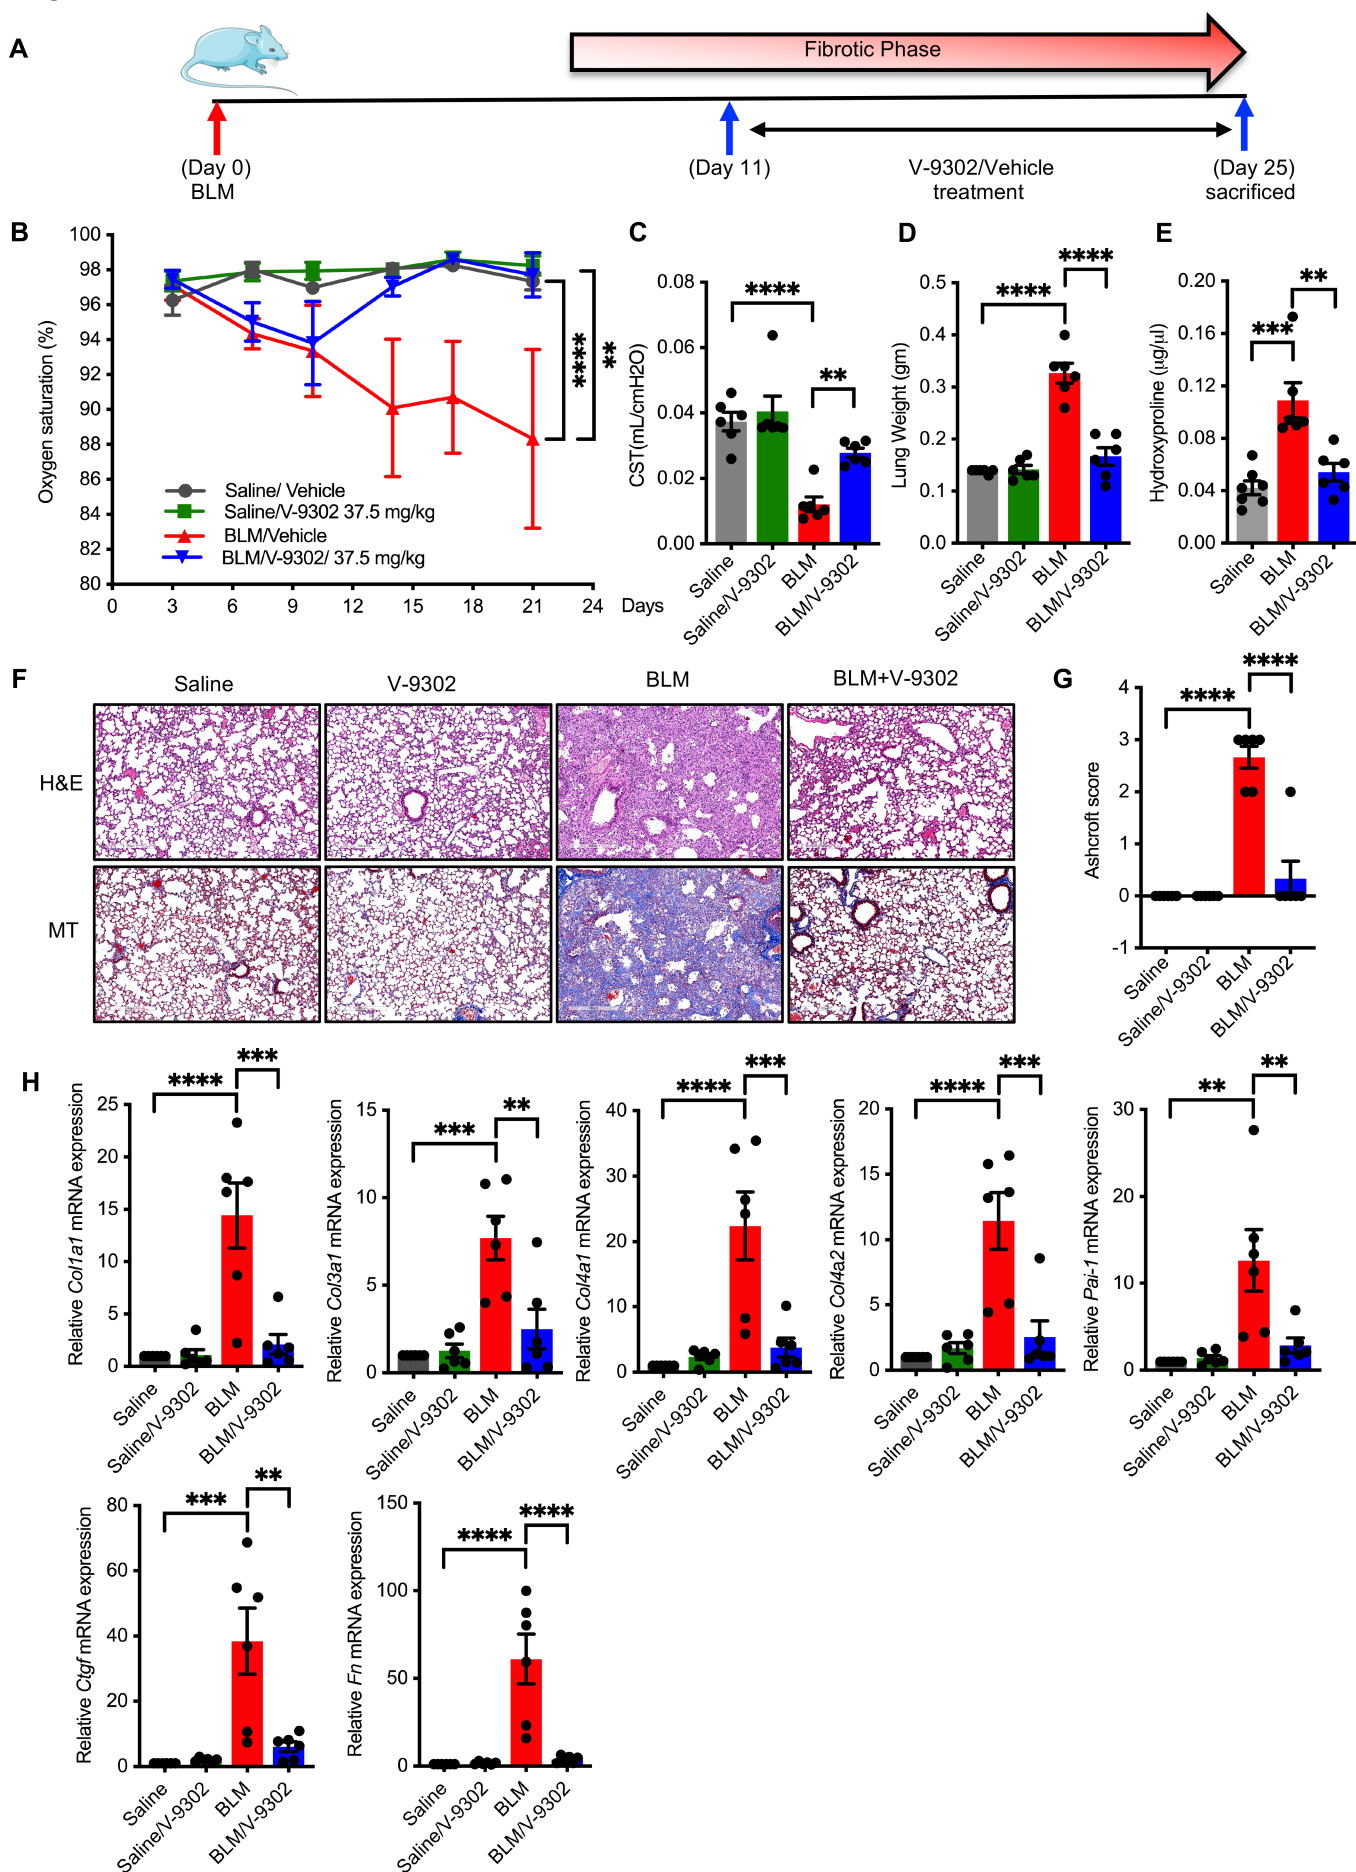 A
Fibrotic Phase
(Day 0)
BLM
(Day 11)
V-9302/Vehicle
treatment
(Day 25)
sacrificed
B
Oxygen saturation (%)
100
98
96
94
92
90
88
86
84
82
80
0
3
6
9
12
15
18
21
24
Days
Saline/ Vehicle
Saline/V-9302 37.5 mg/kg
BLM/Vehicle
BLM/V-9302/ 37.5 mg/kg
****
**
C
CST(mL/cmH2O)
0.08
0.06
0.04
0.02
0.00
****
**
Saline
Saline/V-9302
BLM
BLM/V-9302
D
Lung Weight (gm)
0.5
0.4
0.3
0.2
0.1
0.0
****
****
Saline
Saline/V-9302
BLM
BLM/V-9302
E
Hydroxyproline (µg/µl)
0.20
0.16
0.12
0.08
0.04
0.00
***
**
Saline
BLM
BLM/V-9302
F
Saline
V-9302
BLM
BLM+V-9302
H&E
MT
G
Ashcroft score
4
3
2
1
0
-1
****
****
Saline
Saline/V-9302
BLM
BLM/V-9302
H
Relative Col1a1 mRNA expression
25
20
15
10
5
0
****
***
Saline
Saline/V-9302
BLM
BLM/V-9302
Relative Col3a1 mRNA expression
15
10
5
0
***
**
Saline
Saline/V-9302
BLM
BLM/V-9302
Relative Col4a1 mRNA expression
40
30
20
10
0
****
***
Saline
Saline/V-9302
BLM
BLM/V-9302
Relative Col4a2 mRNA expression
20
15
10
5
0
****
***
Saline
Saline/V-9302
BLM
BLM/V-9302
Relative Pai-1 mRNA expression
30
20
10
0
**
**
Saline
Saline/V-9302
BLM
BLM/V-9302
Relative Ctgf mRNA expression
80
60
40
20
0
***
**
Saline
Saline/V-9302
BLM
BLM/V-9302
Relative Fn mRNA expression
150
100
50
0
****
****
Saline
Saline/V-9302
BLM
BLM/V-9302